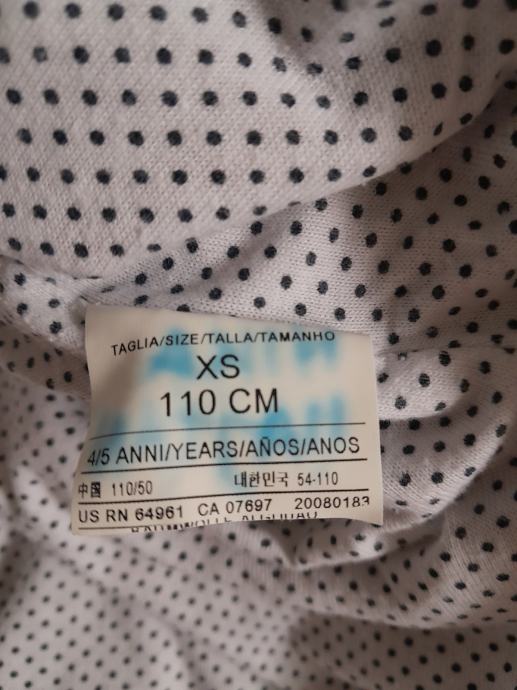 TAGLIA/SIZE/TALLA/TAMANHO
XS
110 CM
4/5 ANNI/YEARS/AÑOS/ANOS
中国 110/50 대한민국 54-110
US RN 64961 CA 07697 20080183